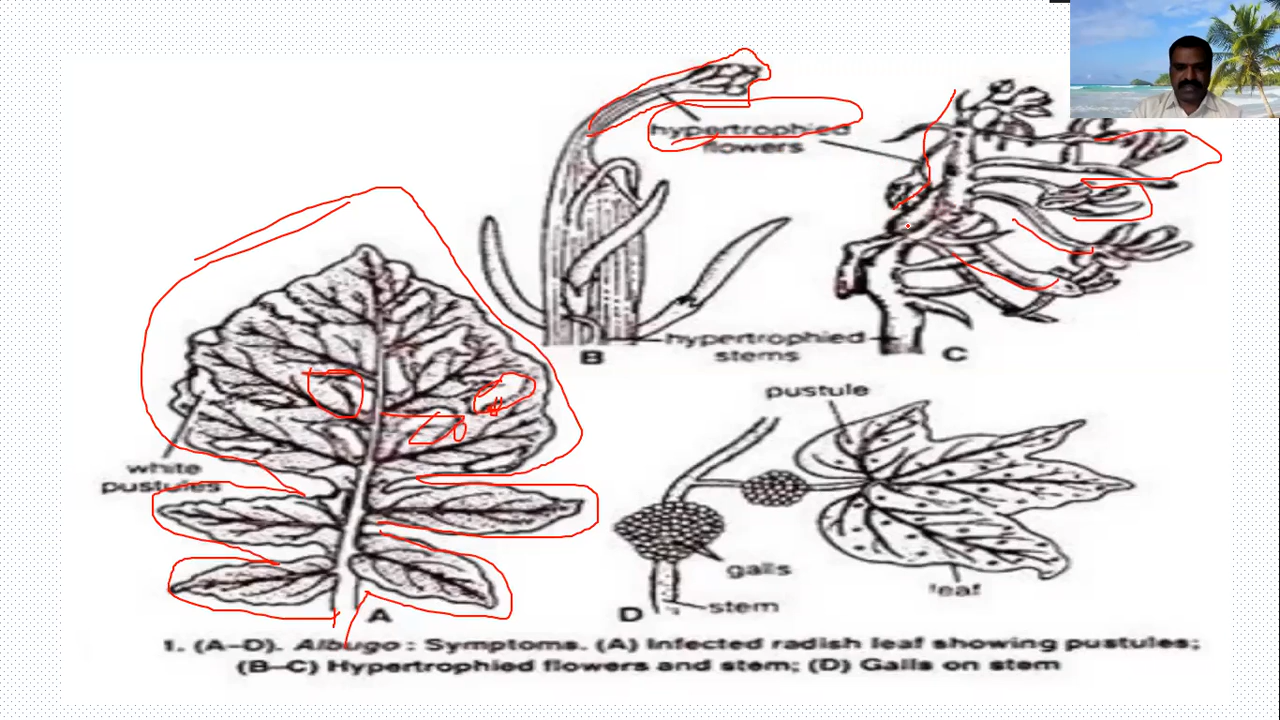 hypertrophied
flowers
white
pustules
hypertrophied
stems
B
C
pustule
galls
leaf
stem
A
D
1. (A–D). Albugo : Symptoms. (A) Infected radish leaf showing pustules;
(B–C) Hypertrophied flowers and stem; (D) Galls on stem